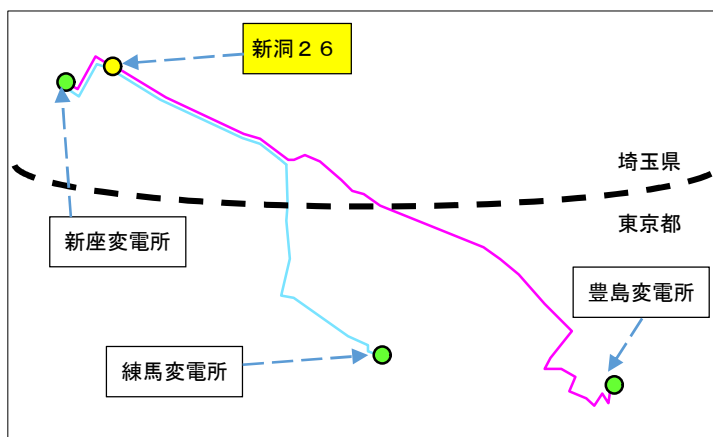 新洞２６
埼玉県
東京都
新座変電所
豊島変電所
練馬変電所